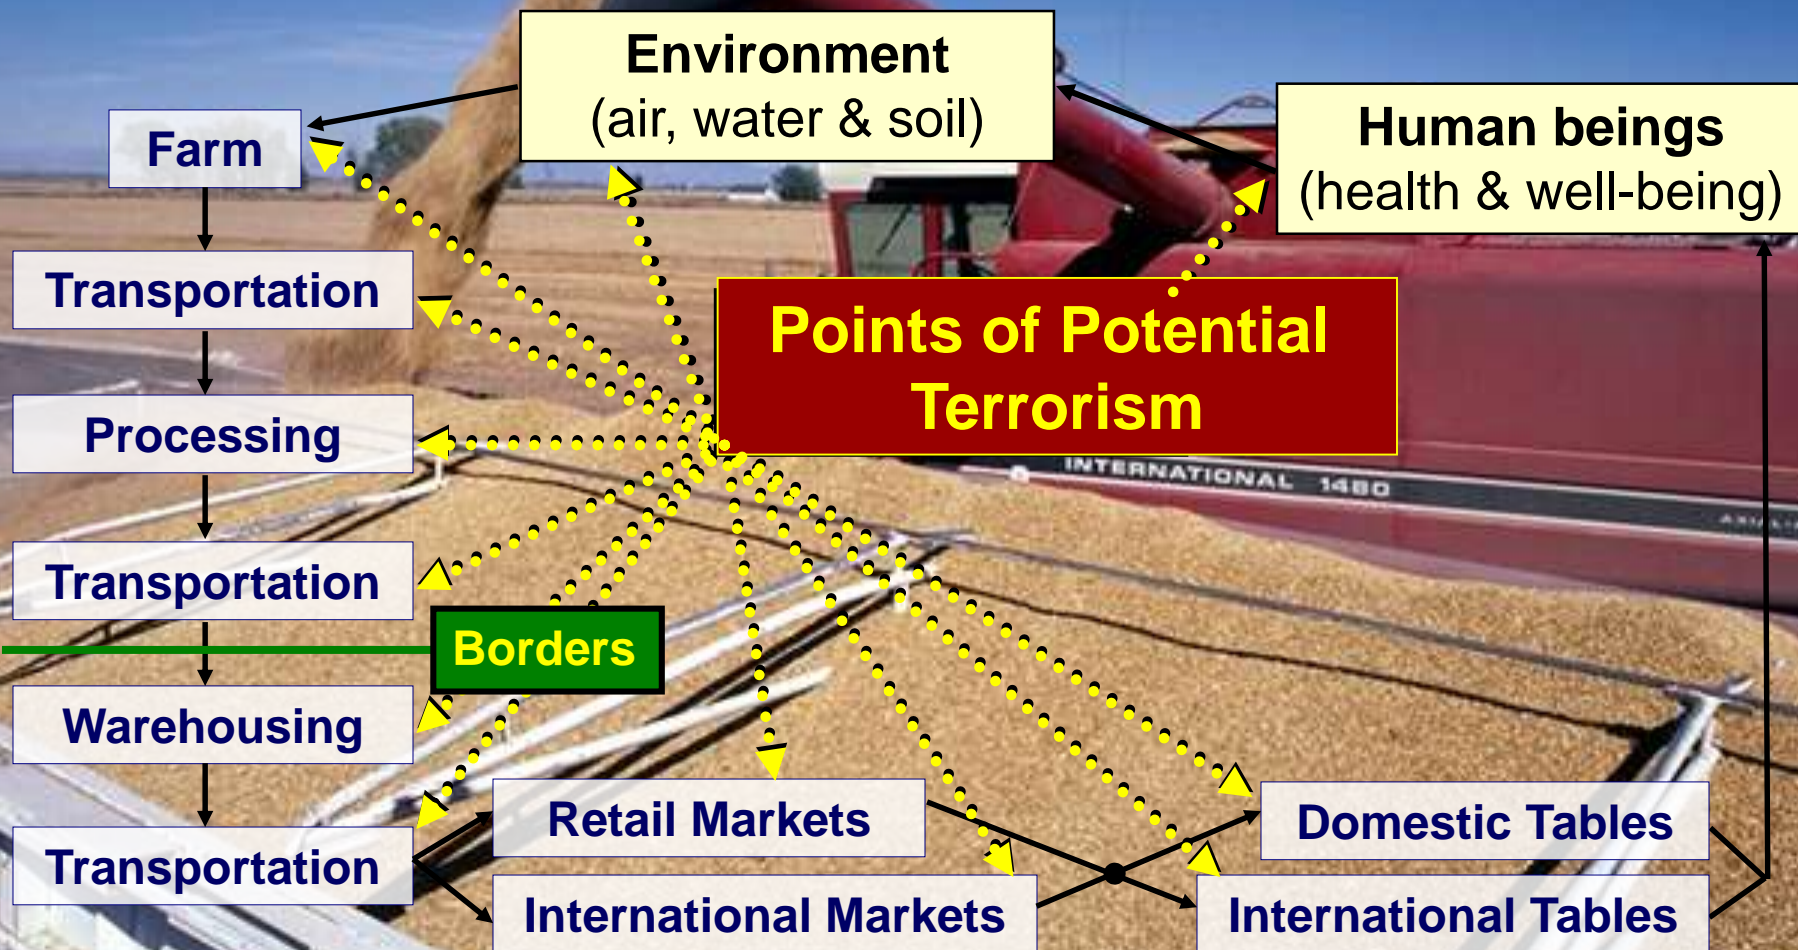 Environment
(air, water & soil)
Farm
Human beings
(health & well-being)
Transportation
Points of Potential
Terrorism
Processing
INTERNATIONAL 1480
Transportation
Borders
Warehousing
Retail Markets
Domestic Tables
Transportation
International Markets
International Tables